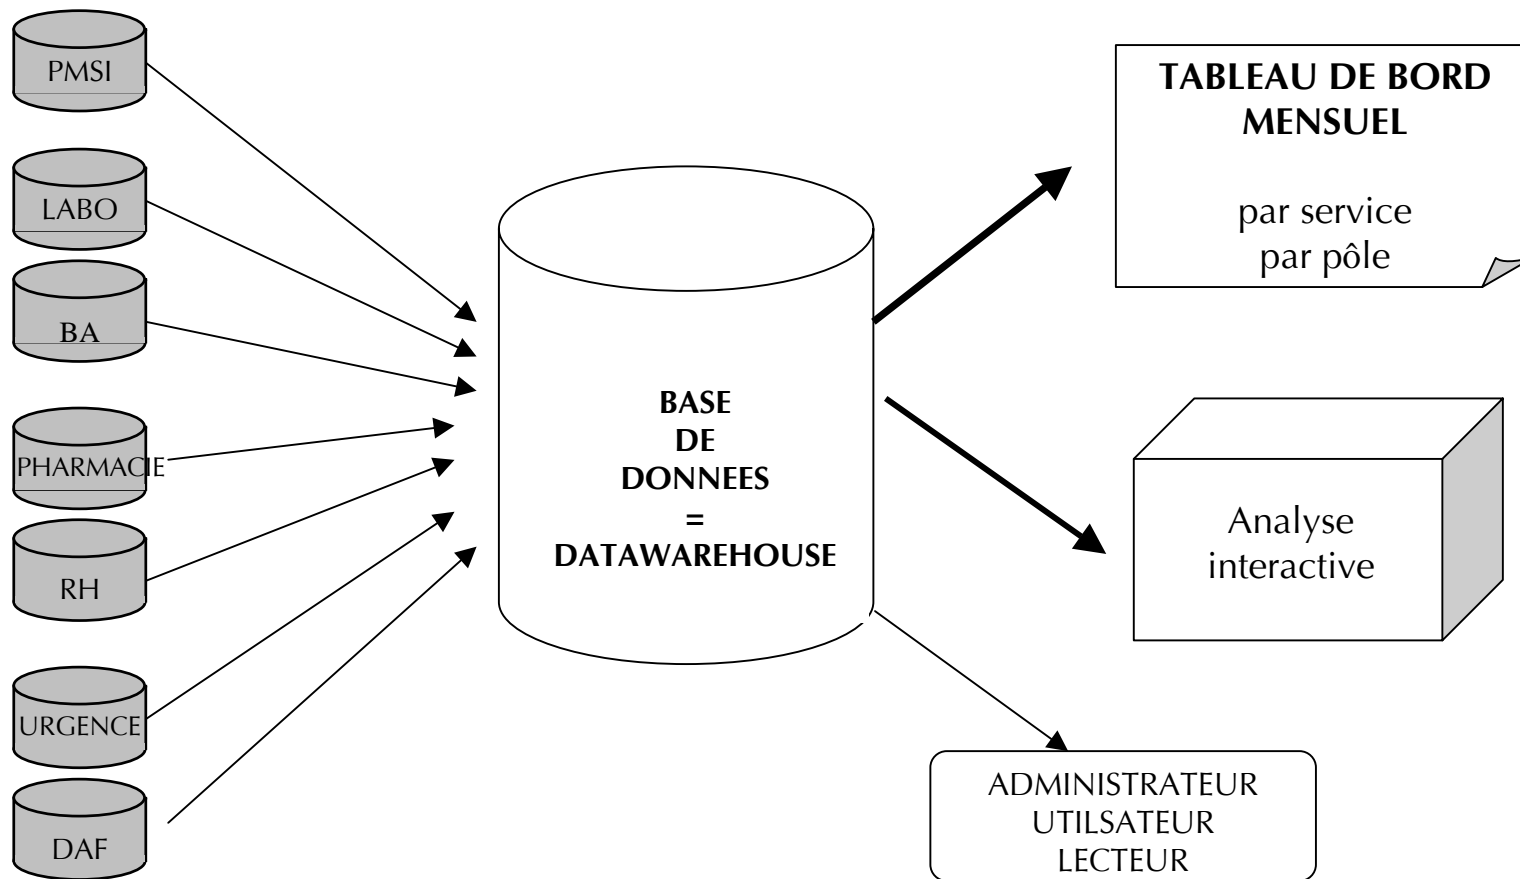 PMSI
LABO
BA
PHARMACIE
RH
URGENCE
DAF
BASE
DE
DONNEES
=
DATAWAREHOUSE
TABLEAU DE BORD
MENSUEL
par service
par pôle
Analyse
interactive
ADMINISTRATEUR
UTILSATEUR
LECTEUR